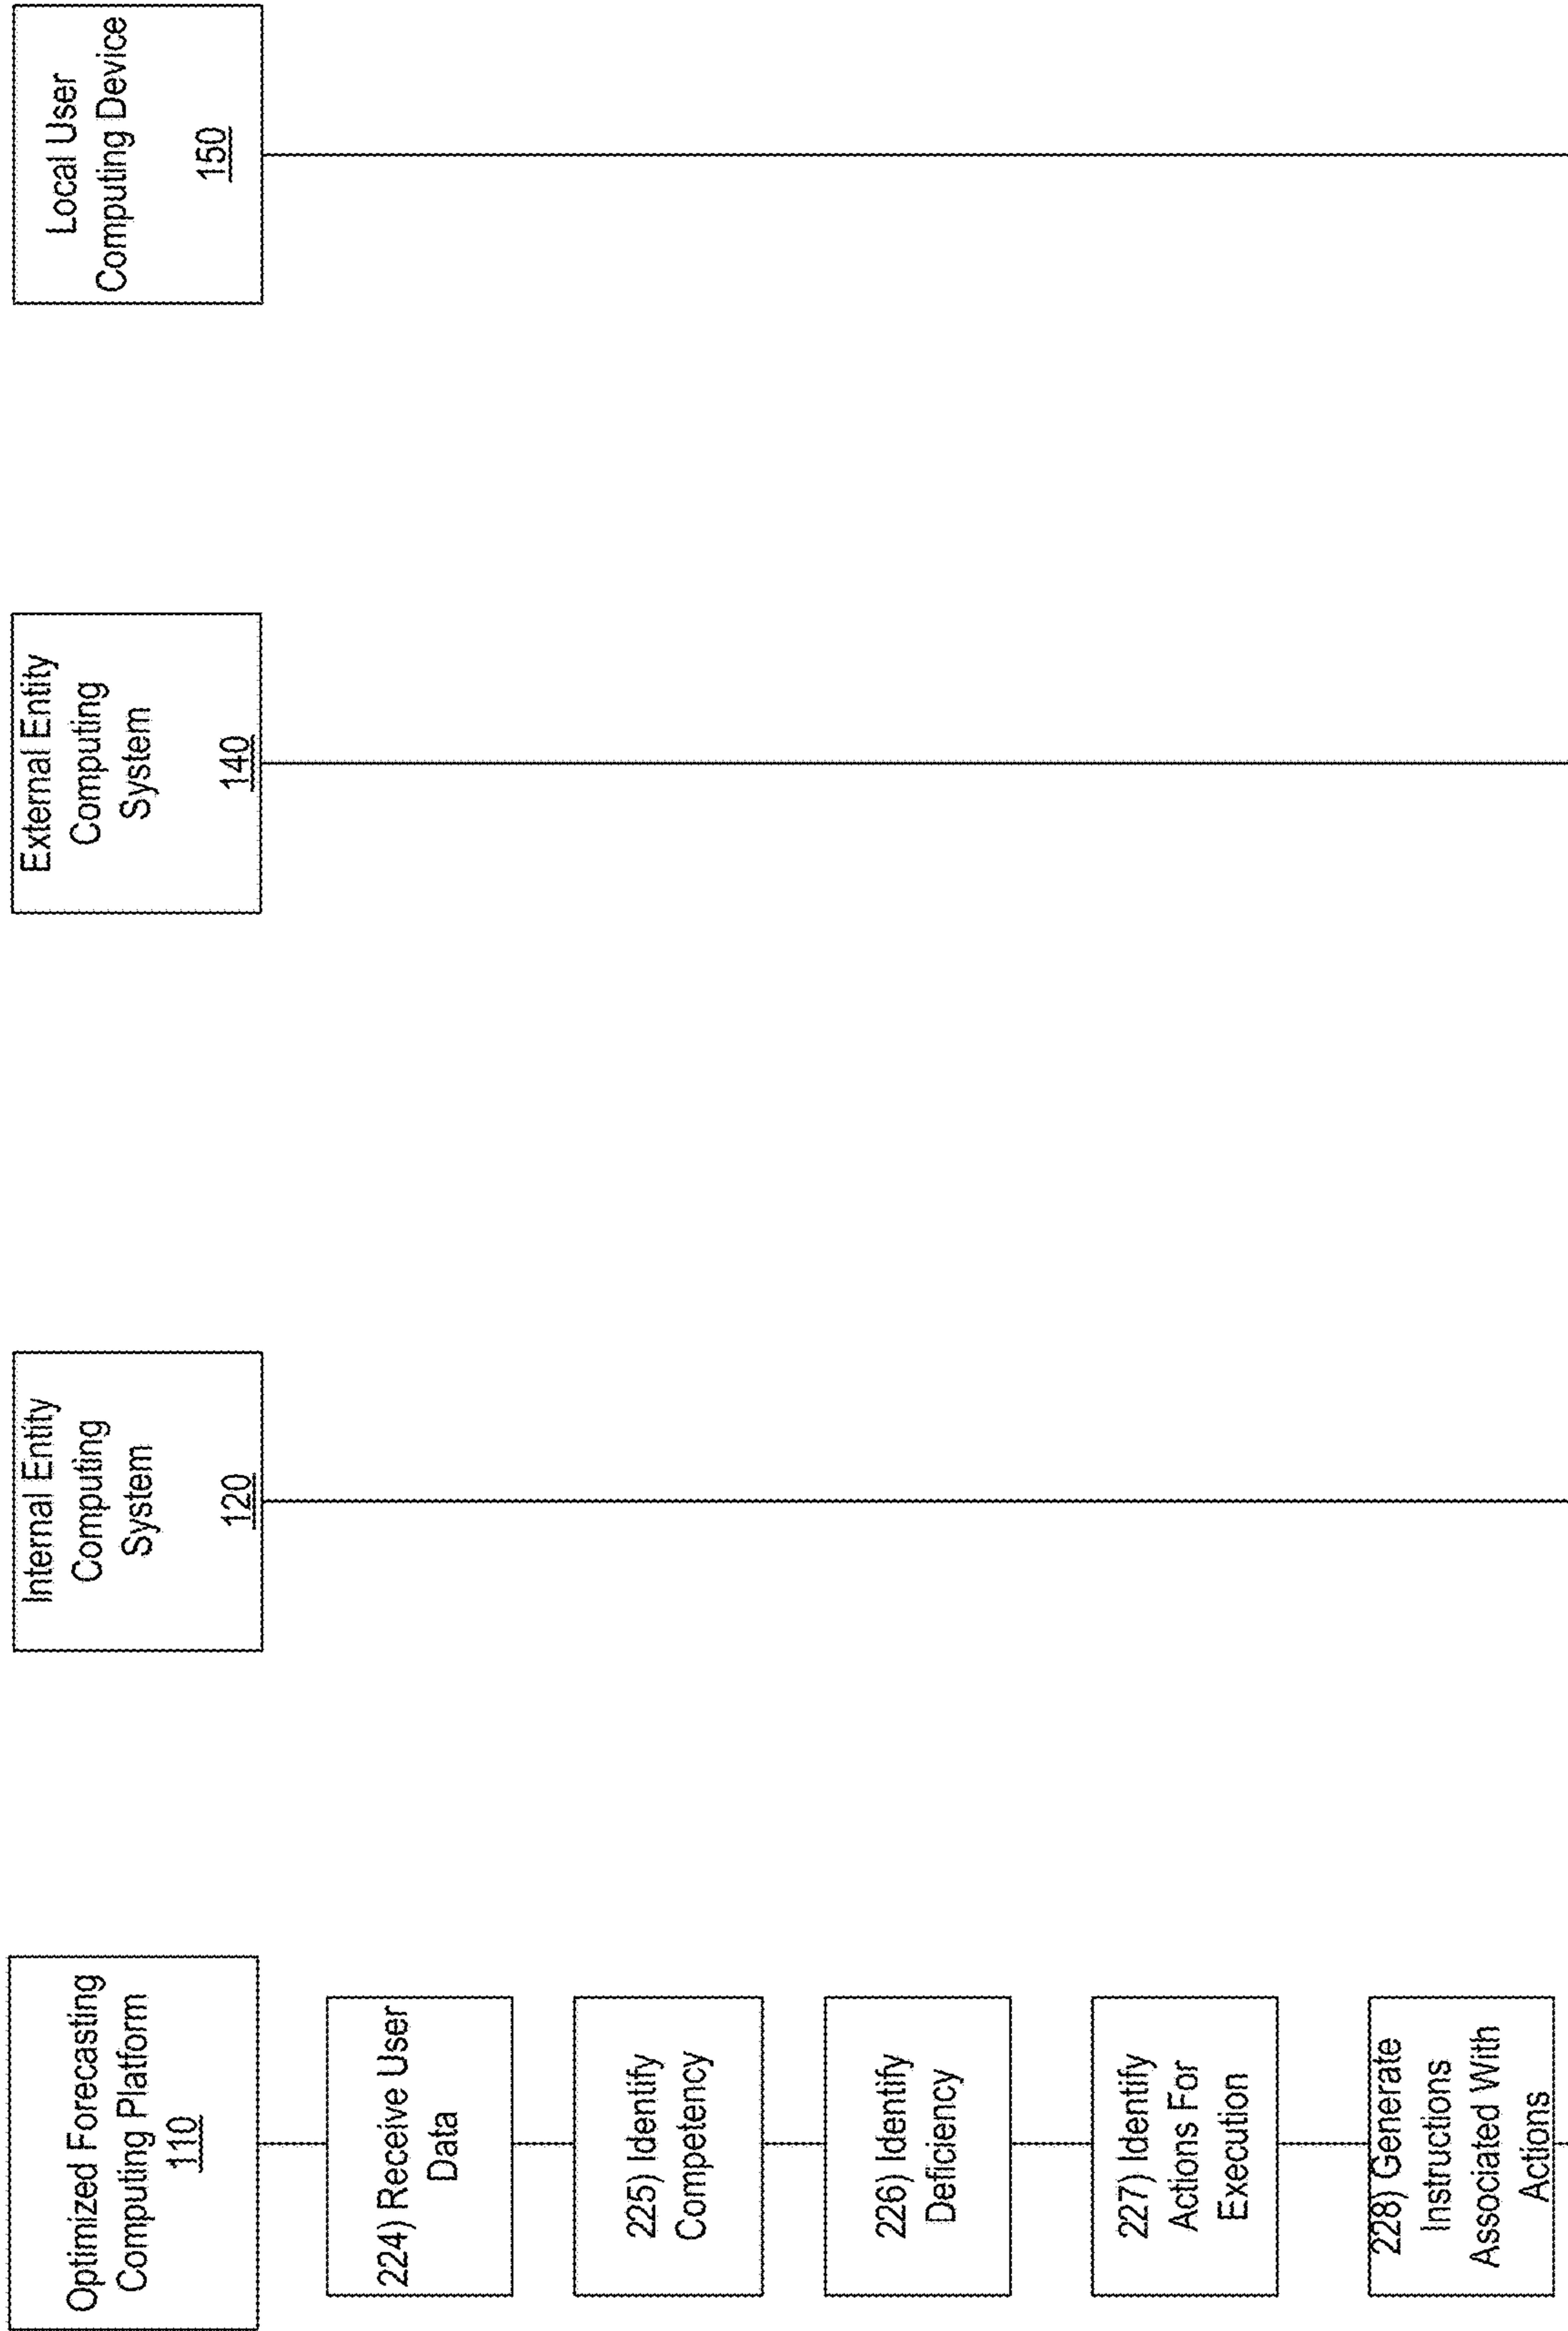 Optimized Forecasting
Computing Platform
110
Internal Entity
Computing
System
120
External Entity
Computing
System
140
Local User
Computing Device
150
224) Receive User
Data
225) Identify
Competency
226) Identify
Deficiency
227) Identify
Actions For
Execution
228) Generate
Instructions
Associated With
Actions